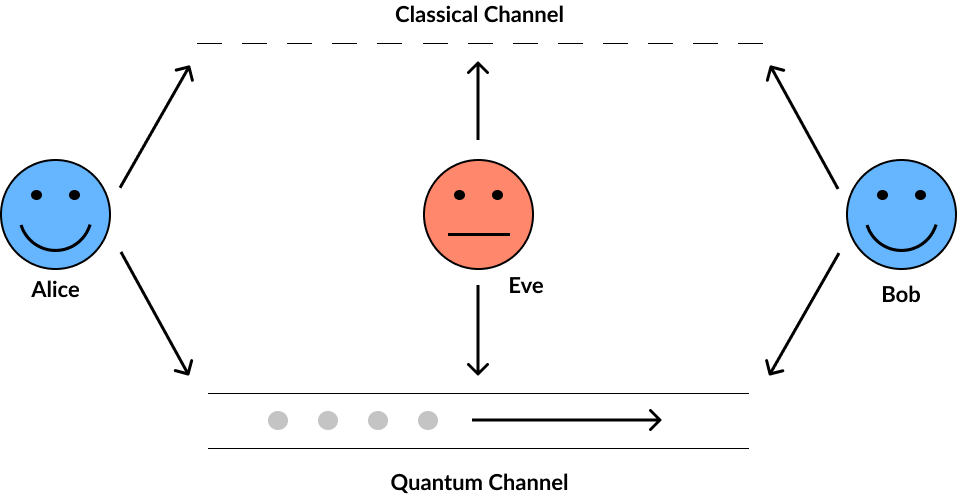 Classical Channel
Alice
Eve
Bob
Quantum Channel